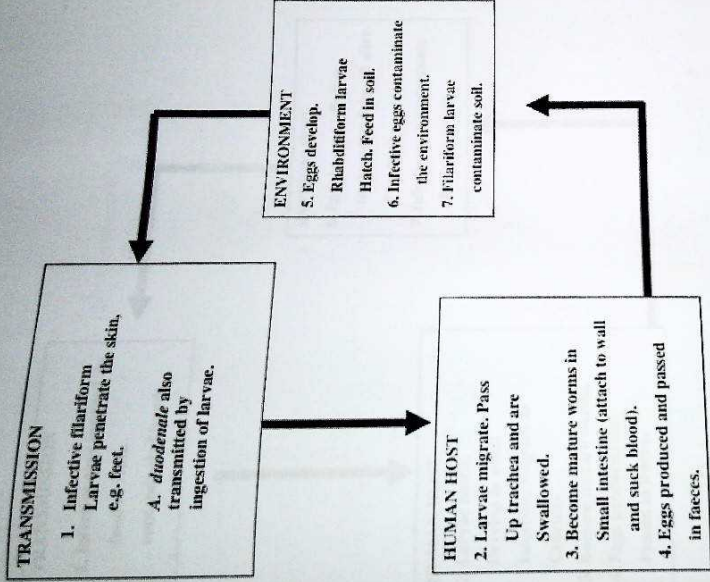 TRANSMISSION
1. Infective filariform
Larvae penetrate the skin,
e.g. feet.
A. duodenale also
transmitted by
ingestion of larvae.
HUMAN HOST
2. Larvae migrate. Pass
Up trachea and are
Swallowed.
3. Become mature worms in
Small intestine (attach to wall
and suck blood).
4. Eggs produced and passed
in faeces.
ENVIRONMENT
5. Eggs develop.
Rhabditiform larvae
Hatch. Feed in soil.
6. Infective eggs contaminate
the environment.
7. Filariform larvae
contaminate soil.